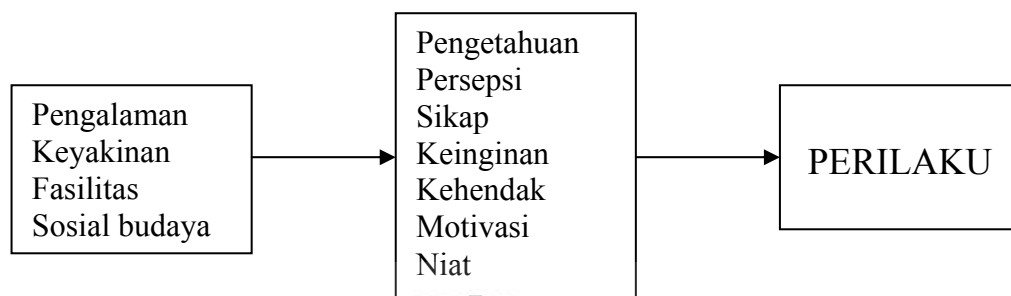 Pengalaman
Keyakinan
Fasilitas
Sosial budaya
Pengetahuan
Persepsi
Sikap
Keinginan
Kehendak
Motivasi
Niat
PERILAKU